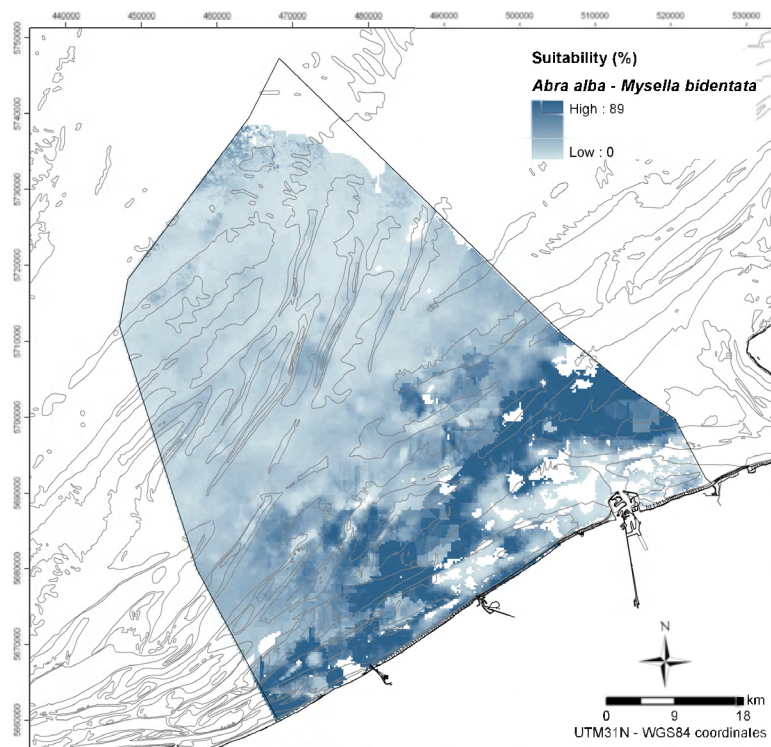 440000 450000 460000 470000 480000 490000 500000 510000 520000 530000
5750000
5740000
5730000
5720000
5710000
5700000
5690000
5680000
5670000
5660000
Suitability (%)
Abra alba - Mysella bidentata
High : 89
Low : 0
N
km
0 9 18
UTM31N - WGS84 coordinates